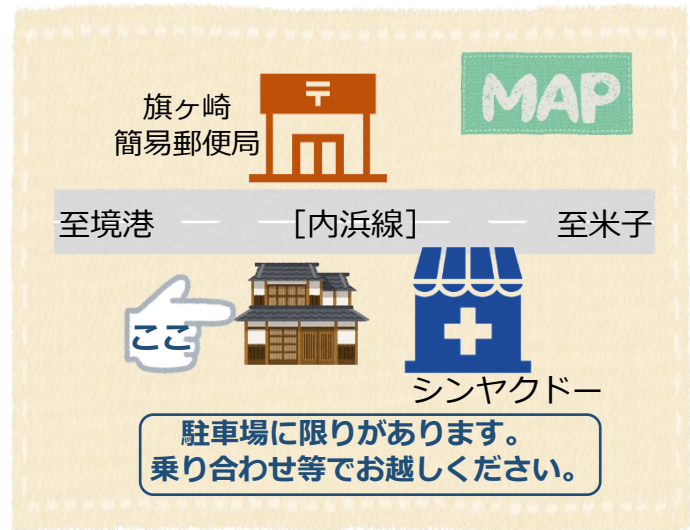 MAP
旗ヶ崎
簡易郵便局
至境港
［内浜線］
至米子
ここ
シンヤクドー
駐車場に限りがあります。
乗り合わせ等でお越しください。